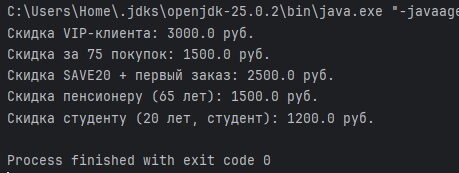 C:\Users\Home\.jdks\openjdk-25.0.2\bin\java.exe "-javaage
Скидка VIP-клиента: 3000.0 руб.
Скидка за 75 покупок: 1500.0 руб.
Скидка SAVE20 + первый заказ: 2500.0 руб.
Скидка пенсионеру (65 лет): 1500.0 руб.
Скидка студенту (20 лет, студент): 1200.0 руб.
Process finished with exit code 0